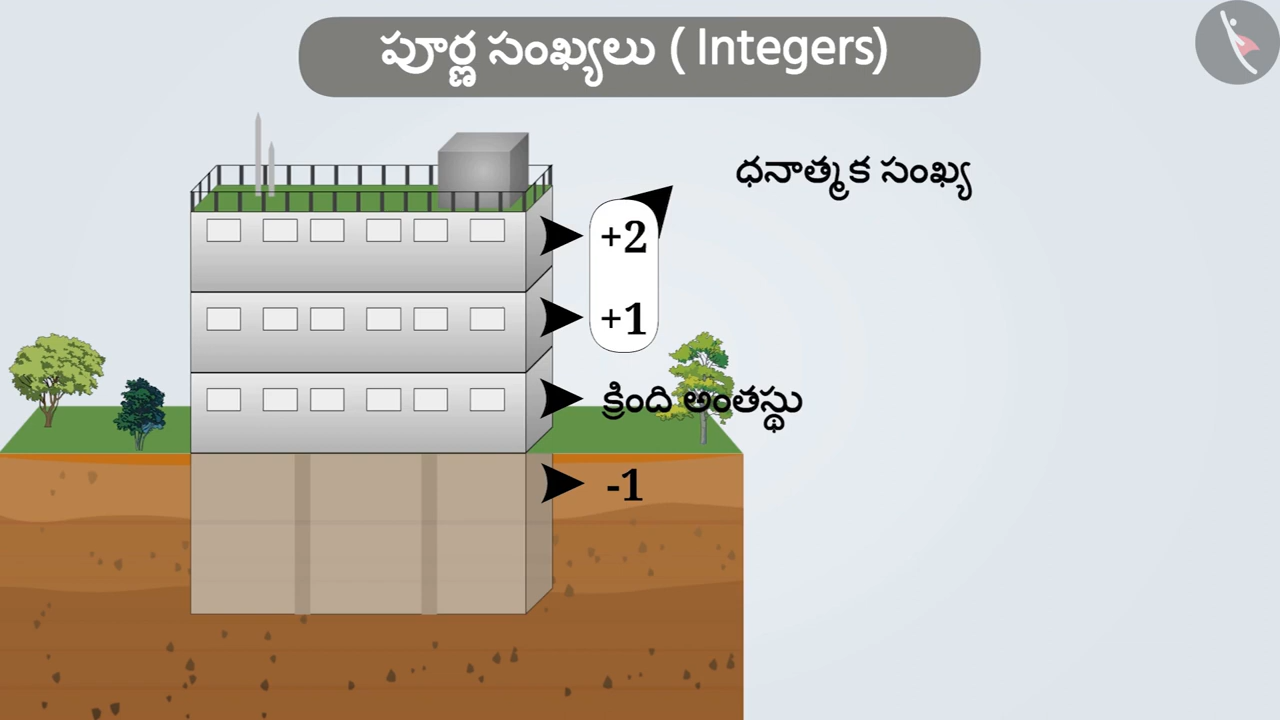 పూర్ణ సంఖ్యలు ( Integers)
ధనాత్మక సంఖ్య
+2
+1
క్రింది అంతస్థు
-1